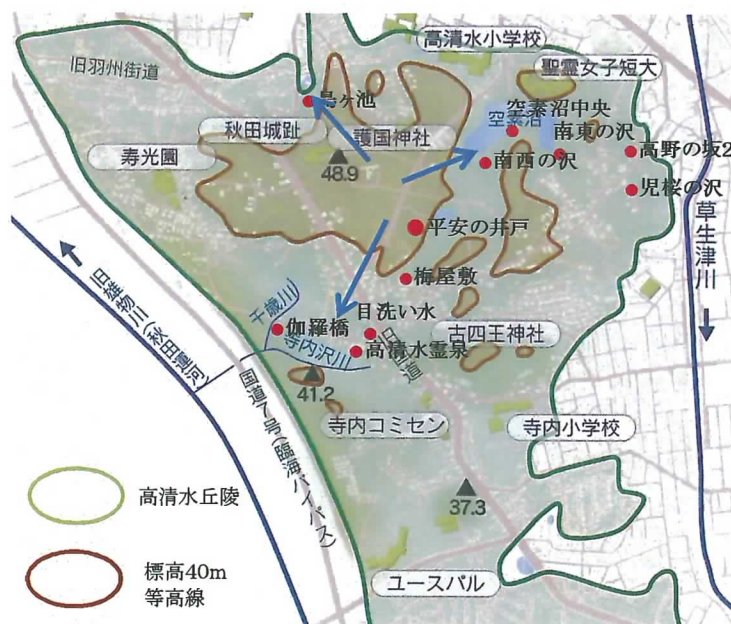 高清水小学校
旧羽州街道
聖霊女子短大
烏ヶ池
空素沼中央
秋田城趾
護国神社
空素沼
南東の沢
高野の坂2
寿光園
48.9
南西の沢
児桜の沢
平安の井戸
草生津川
梅屋敷
旧雄物川(秋田運河)
千歳川
目洗い水
伽羅橋
寺内沢川
古四王神社
高清水霊泉
41.2
国道7号(臨海バイパス)
寺内コミセン
寺内小学校
37.3
高清水丘陵
標高40m
等高線
ユースパル